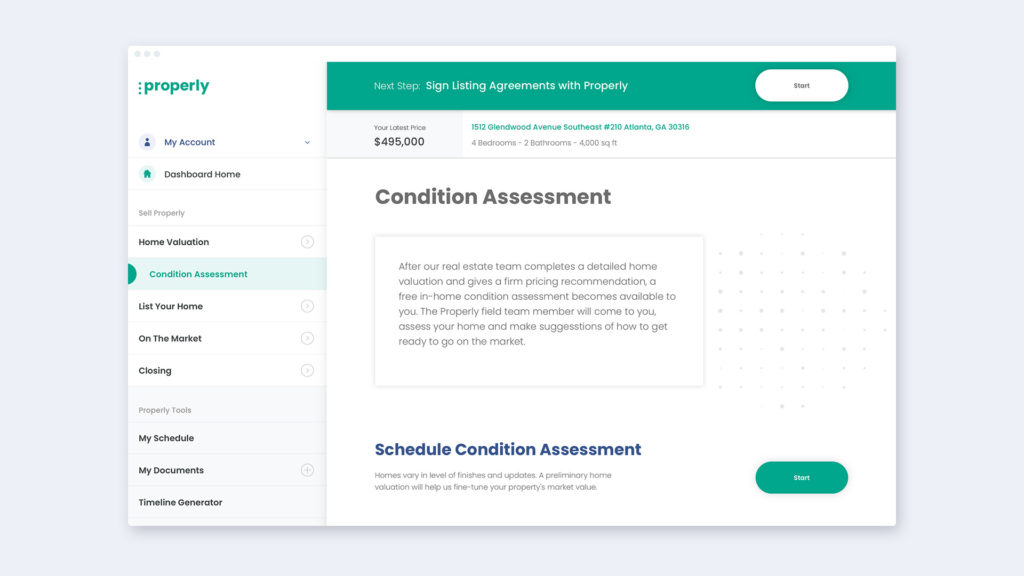 properly
My Account
Dashboard Home
Sell Properly
Home Valuation
Condition Assessment
List Your Home
On The Market
Closing
Properly Tools
My Schedule
My Documents
Timeline Generator
Next Step: Sign Listing Agreements with Properly
Start
Your Latest Price
$495,000
1512 Glendwood Avenue Southeast #210 Atlanta, GA 30316
4 Bedrooms - 2 Bathrooms - 4,000 sq ft
Condition Assessment
After our real estate team completes a detailed home
valuation and gives a firm pricing recommendation, a
free in-home condition assessment becomes available to
you. The Properly field team member will come to you,
assess your home and make suggesstions of how to get
ready to go on the market.
Schedule Condition Assessment
Homes vary in level of finishes and updates. A preliminary home
valuation will help us fine-tune your property's market value.
Start